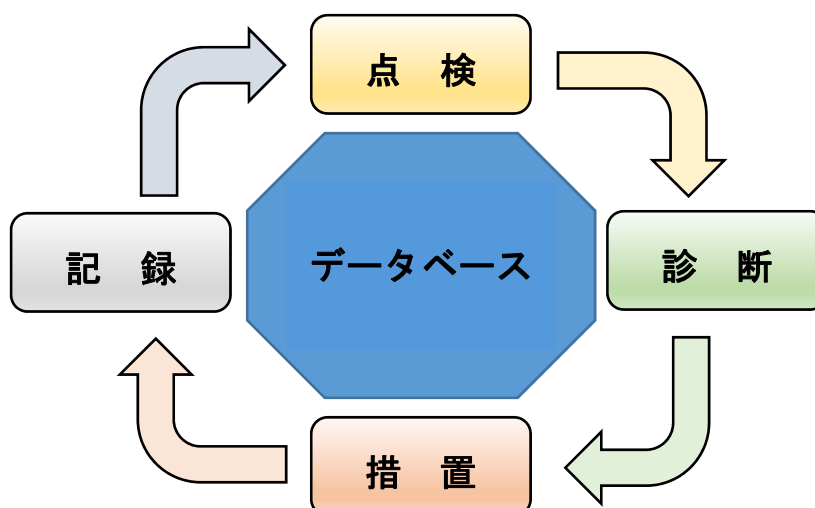 点　検
記　録
データベース
診　断
措　置